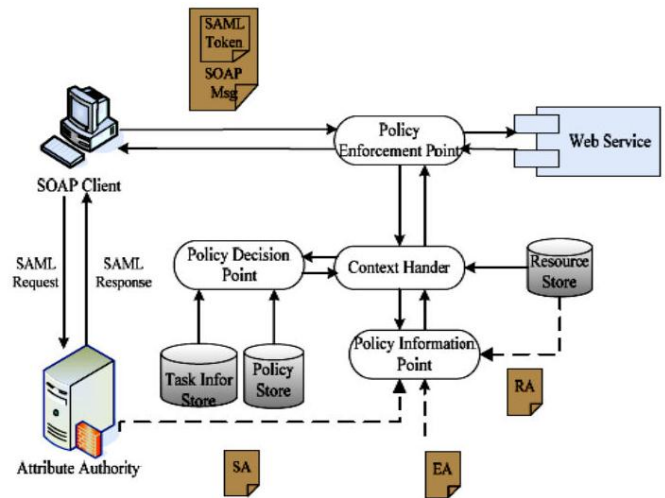 SAML
Token
SOAP
Msg
Policy
Enforcement Point
Web Service
SOAP Client
SAML
Request
SAML
Response
Policy Decision
Point
Context Hander
Resource
Store
Policy Information
Point
Task Infor
Store
Policy
Store
RA
Attribute Authority
SA
EA